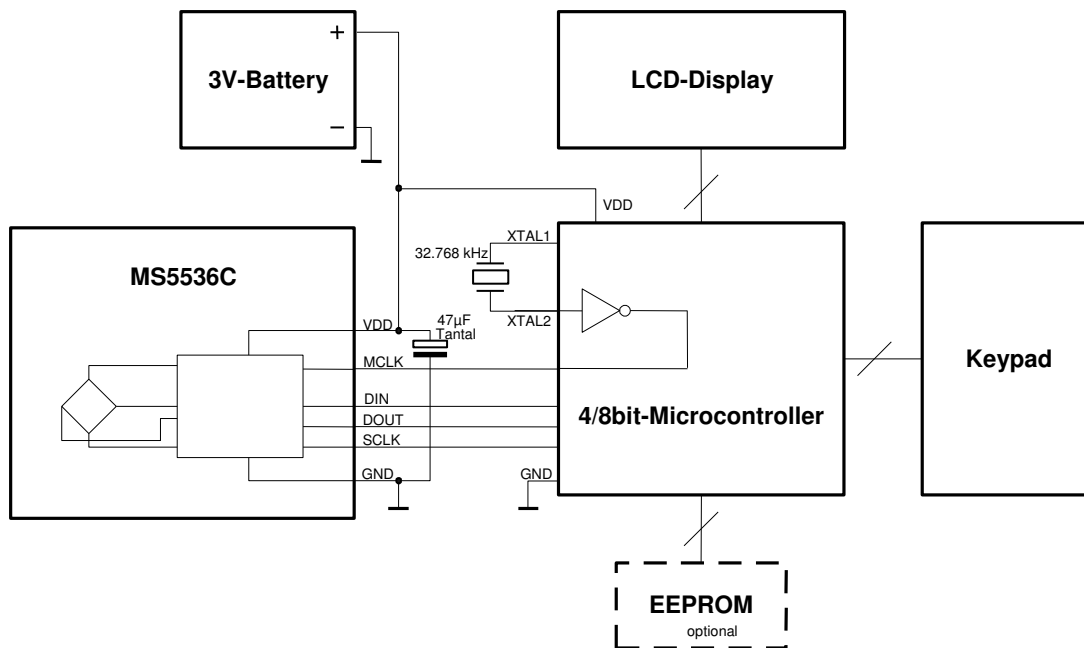 +
3V-Battery
−
LCD-Display
VDD
XTAL1
32.768 kHz
MS5536C
XTAL2
47µF
Tantal
VDD
MCLK
Keypad
DIN
4/8bit-Microcontroller
DOUT
SCLK
GND
GND
EEPROM
optional